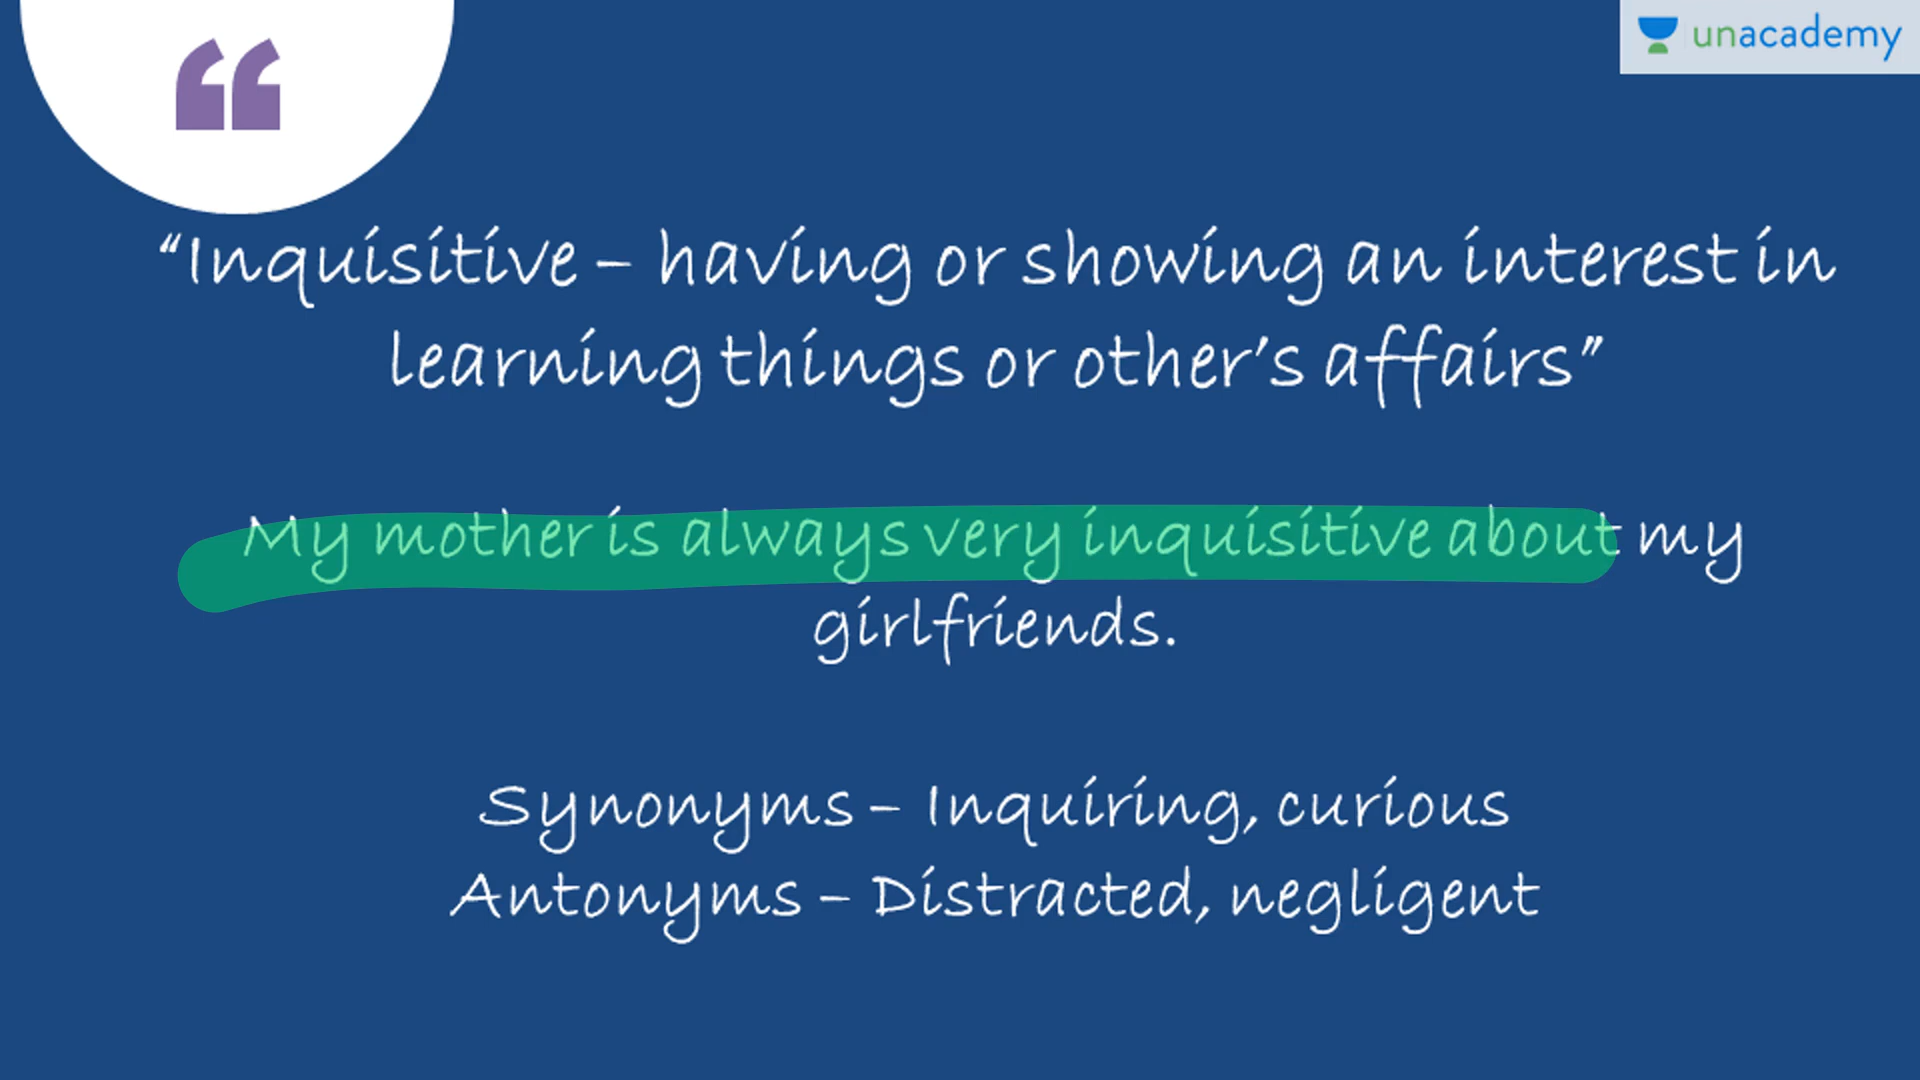 unacademy
“Inquisitive – having or showing an interest in
learning things or other’s affairs”
My mother is always very inquisitive about my
girlfriends.
Synonyms – Inquiring, curious
Antonyms – Distracted, negligent